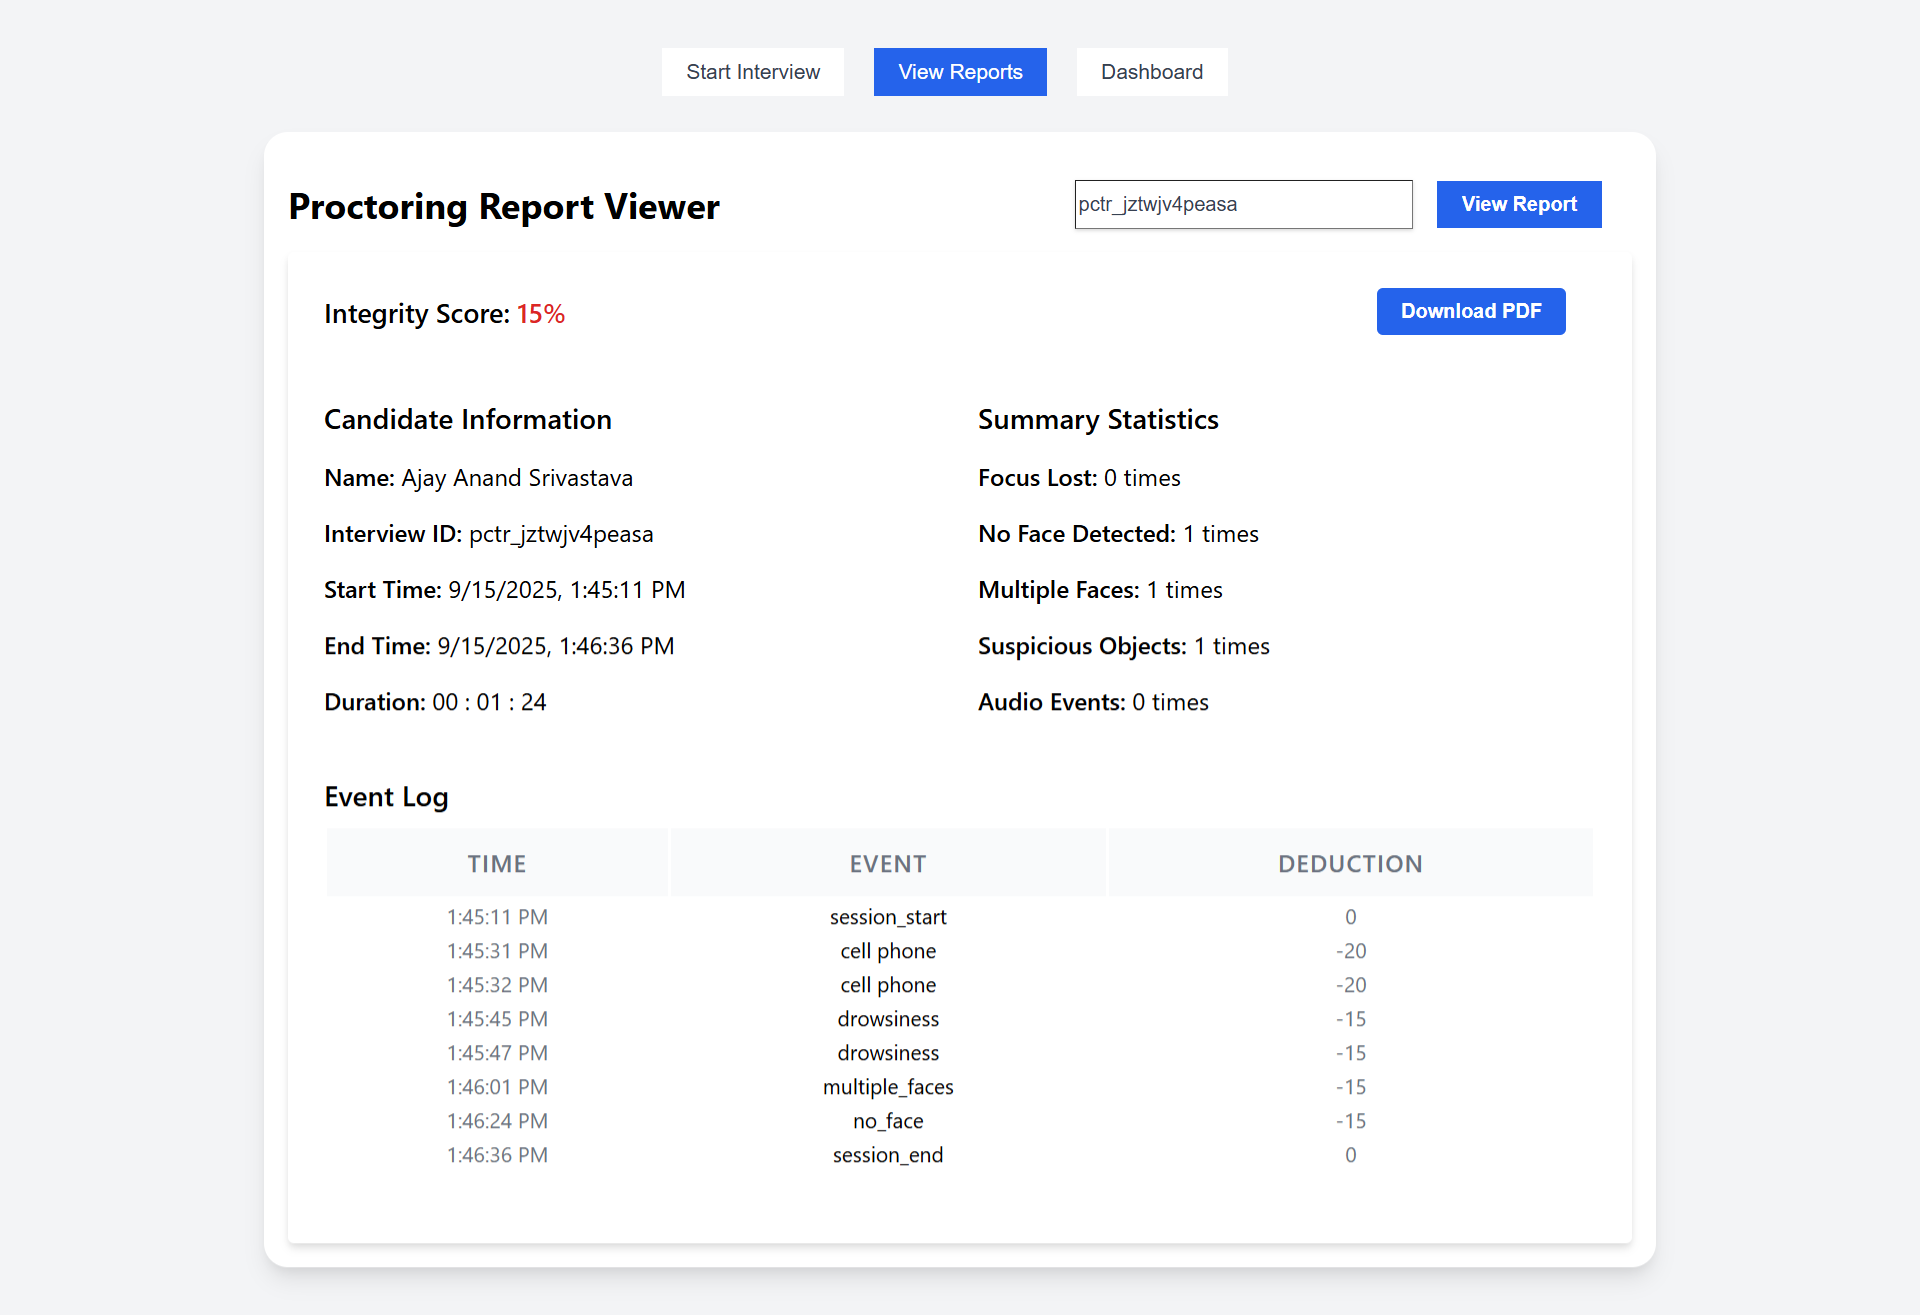 Start Interview View Reports Dashboard
Proctoring Report Viewer pctr_jztwjv4peasa View Report
Integrity Score: 15% Download PDF
Candidate Information
Name: Ajay Anand Srivastava
Interview ID: pctr_jztwjv4peasa
Start Time: 9/15/2025, 1:45:11 PM
End Time: 9/15/2025, 1:46:36 PM
Duration: 00 : 01 : 24
Summary Statistics
Focus Lost: 0 times
No Face Detected: 1 times
Multiple Faces: 1 times
Suspicious Objects: 1 times
Audio Events: 0 times
Event Log
TIME EVENT DEDUCTION
1:45:11 PM session_start 0
1:45:31 PM cell phone -20
1:45:32 PM cell phone -20
1:45:45 PM drowsiness -15
1:45:47 PM drowsiness -15
1:46:01 PM multiple_faces -15
1:46:24 PM no_face -15
1:46:36 PM session_end 0